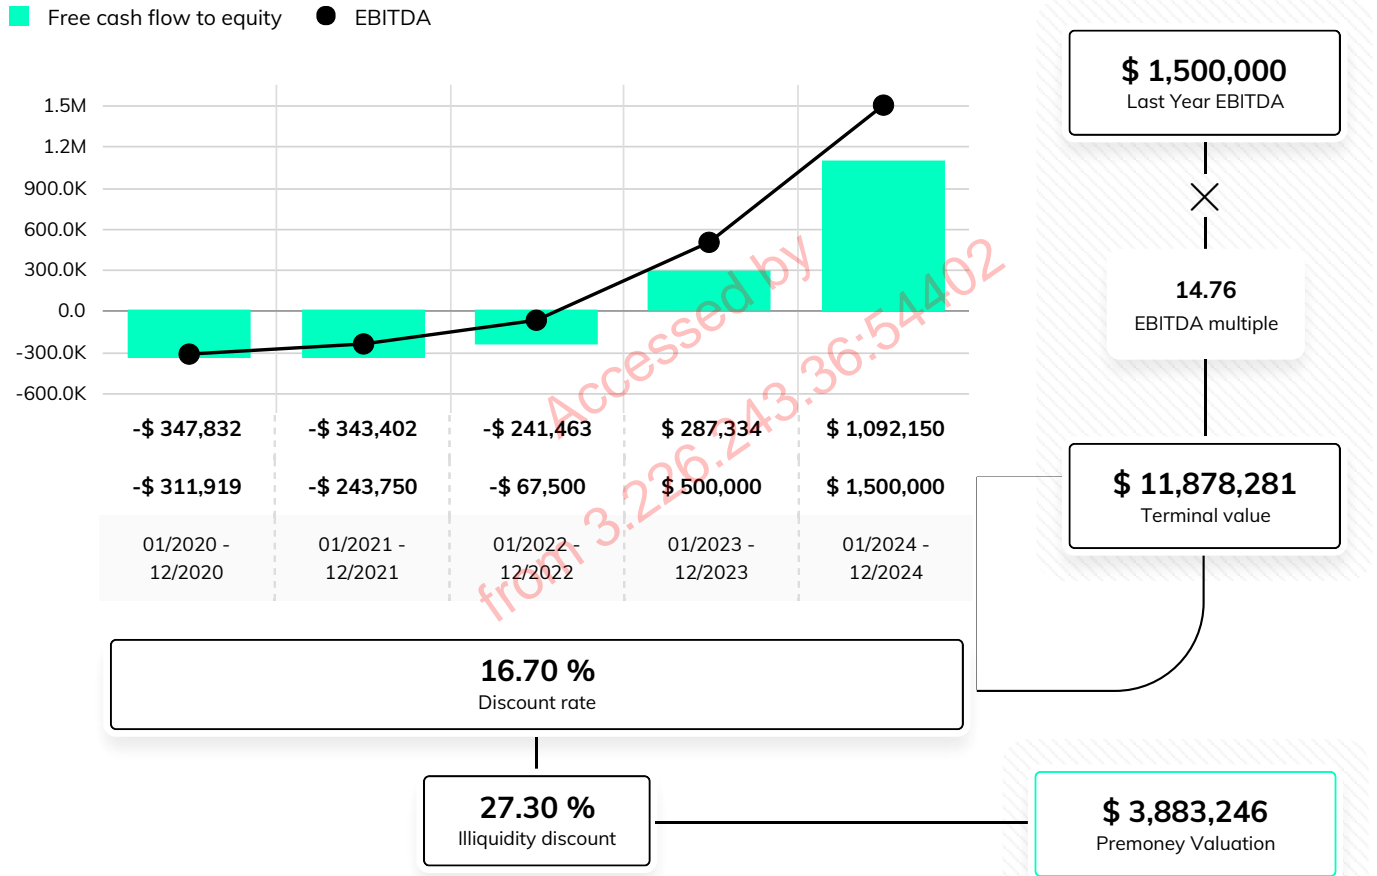 Free cash flow to equity
EBITDA
1.5M
1.2M
900.0K
600.0K
300.0K
0.0
-300.0K
-600.0K
-$ 347,832 -$ 343,402 -$ 241,463 $ 287,334 $ 1,092,150
-$ 311,919 -$ 243,750 -$ 67,500 $ 500,000 $ 1,500,000
01/2020 - 01/2021 - 01/2022 - 01/2023 - 01/2024 -
12/2020 12/2021 12/2022 12/2023 12/2024
Accessed by
from 3.226.243.36:54402
$ 1,500,000
Last Year EBITDA
14.76
EBITDA multiple
$ 11,878,281
Terminal value
16.70 %
Discount rate
27.30 %
Illiquidity discount
$ 3,883,246
Premoney Valuation